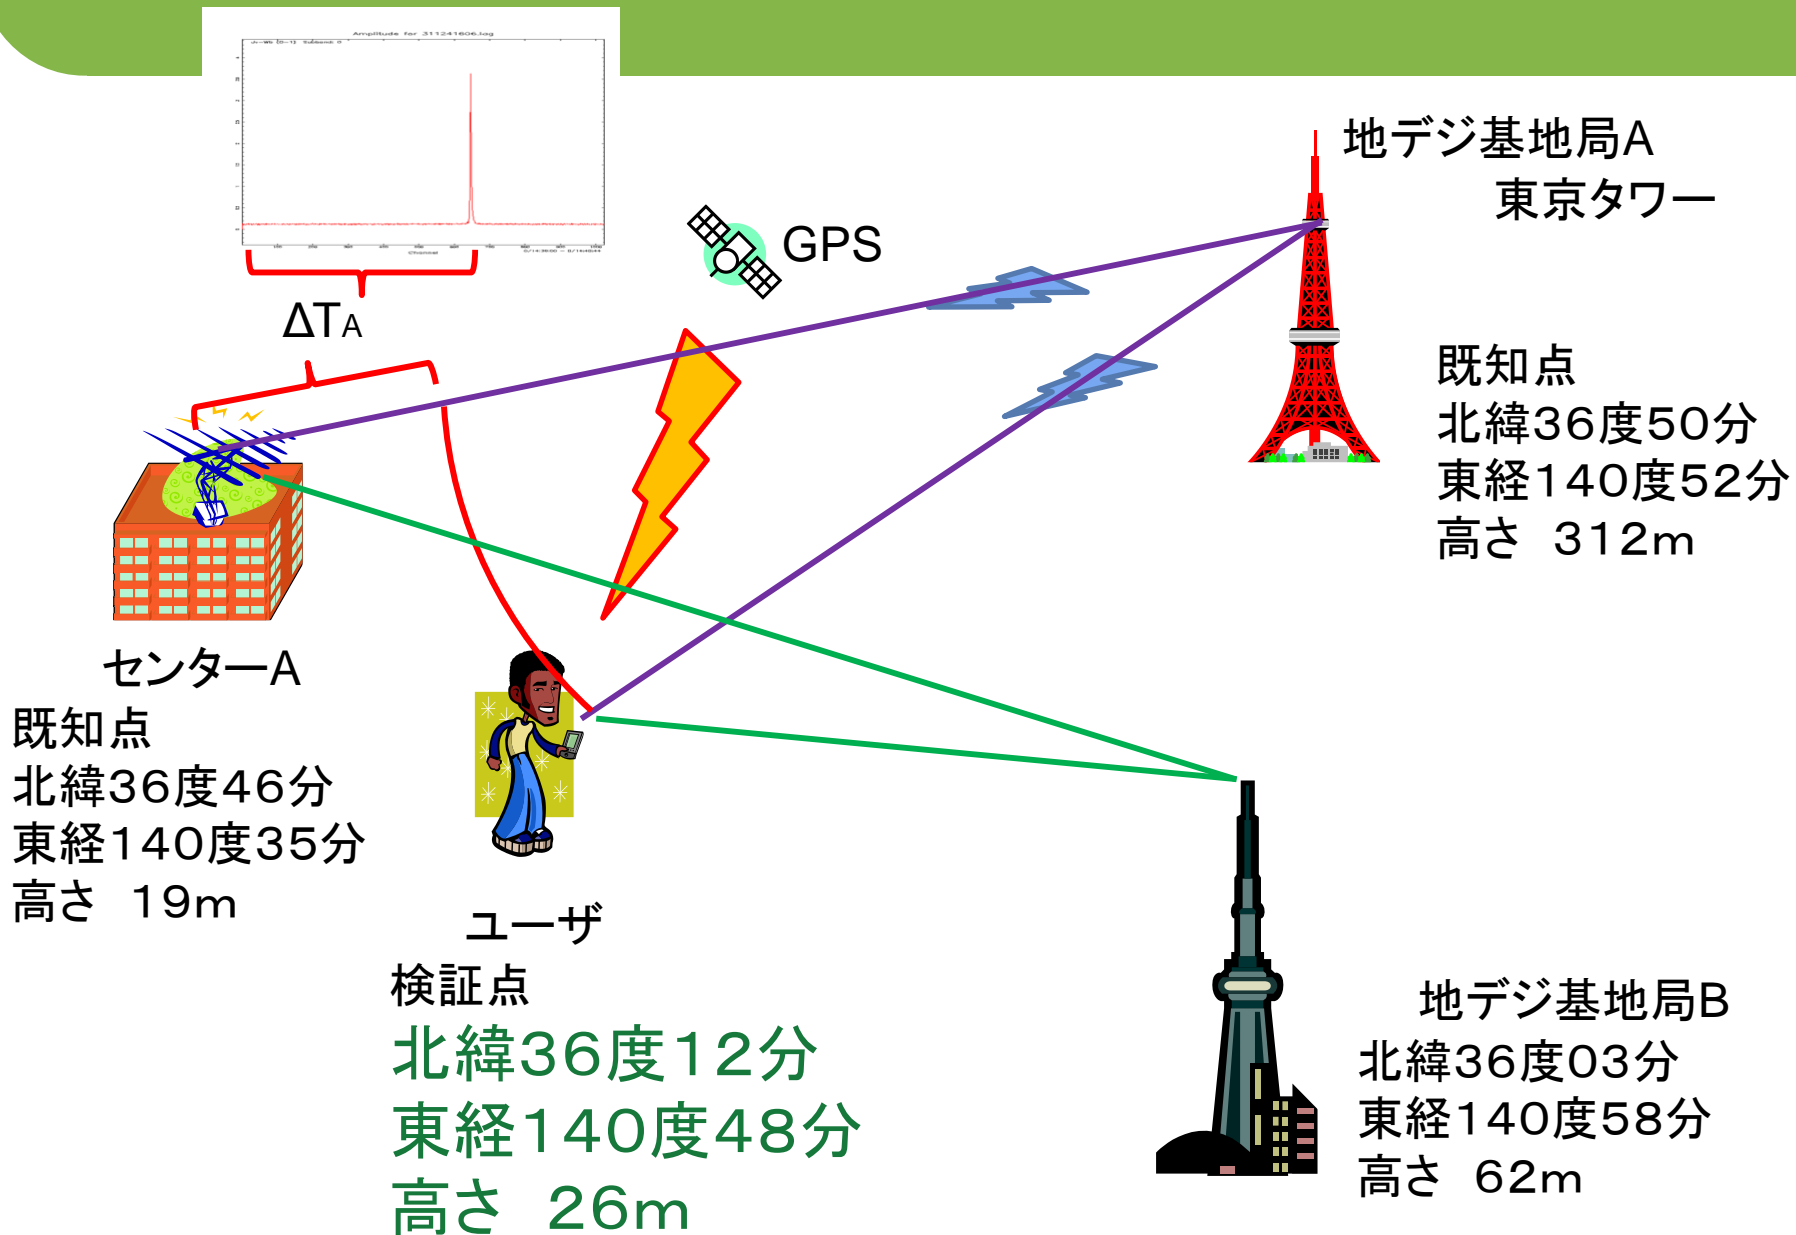 Amplitude for 311241606.log
ΔTA
GPS
地デジ基地局A
東京タワー
既知点
北緯36度50分
東経140度52分
高さ 312m
センターA
既知点
北緯36度46分
東経140度35分
高さ 19m
ユーザ
検証点
北緯36度12分
東経140度48分
高さ 26m
地デジ基地局B
北緯36度03分
東経140度58分
高さ 62m